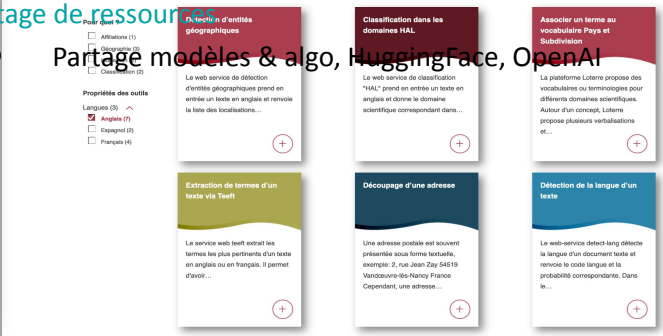 tage de ressources
Partage modèles & algo, HuggingFace, OpenAI
Pour quoi ?
Affiliations (1)
Géographie (3)
Classification (2)
Propriétés des outils
Langues (3)
Anglais (7)
Espagnol (2)
Français (4)
Détection d'entités
géographiques
Le web service de détection
d'entités géographiques prend en
entrée un texte en anglais et renvoie
la liste des localisations…
Classification dans les
domaines HAL
Le web service de classification
"HAL" prend en entrée un texte en
anglais et donne le domaine
scientifique correspondant dans…
Associer un terme au
vocabulaire Pays et
Subdivision
La plateforme Loterre propose des
vocabulaires ou terminologies pour
différents domaines scientifiques.
Autour d'un concept, Loterre
propose plusieurs verbalisations
et…
Extraction de termes d'un
texte via Teeft
Le service web teeft extrait les
termes les plus pertinents d'un texte
en anglais ou en français. Il permet
d'avoir…
Découpage d'une adresse
Une adresse postale est souvent
présentée sous forme textuelle,
exemple: 2, rue Jean Zay 54519
Vandœuvre-lès-Nancy France
Cependant, une adresse…
Détection de la langue d'un
texte
Le web-service detect-lang détecte
la langue d'un document texte et
renvoie le code langue et la
probabilité correspondante. Dans
le…